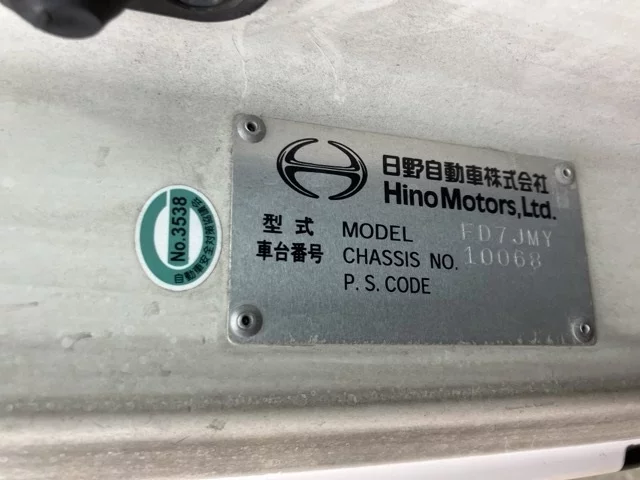 日野自動車株式会社
Hino Motors, Ltd.
型式 MODEL FD7JMY
車台番号 CHASSIS NO. 10068
P.S. CODE
No.3538